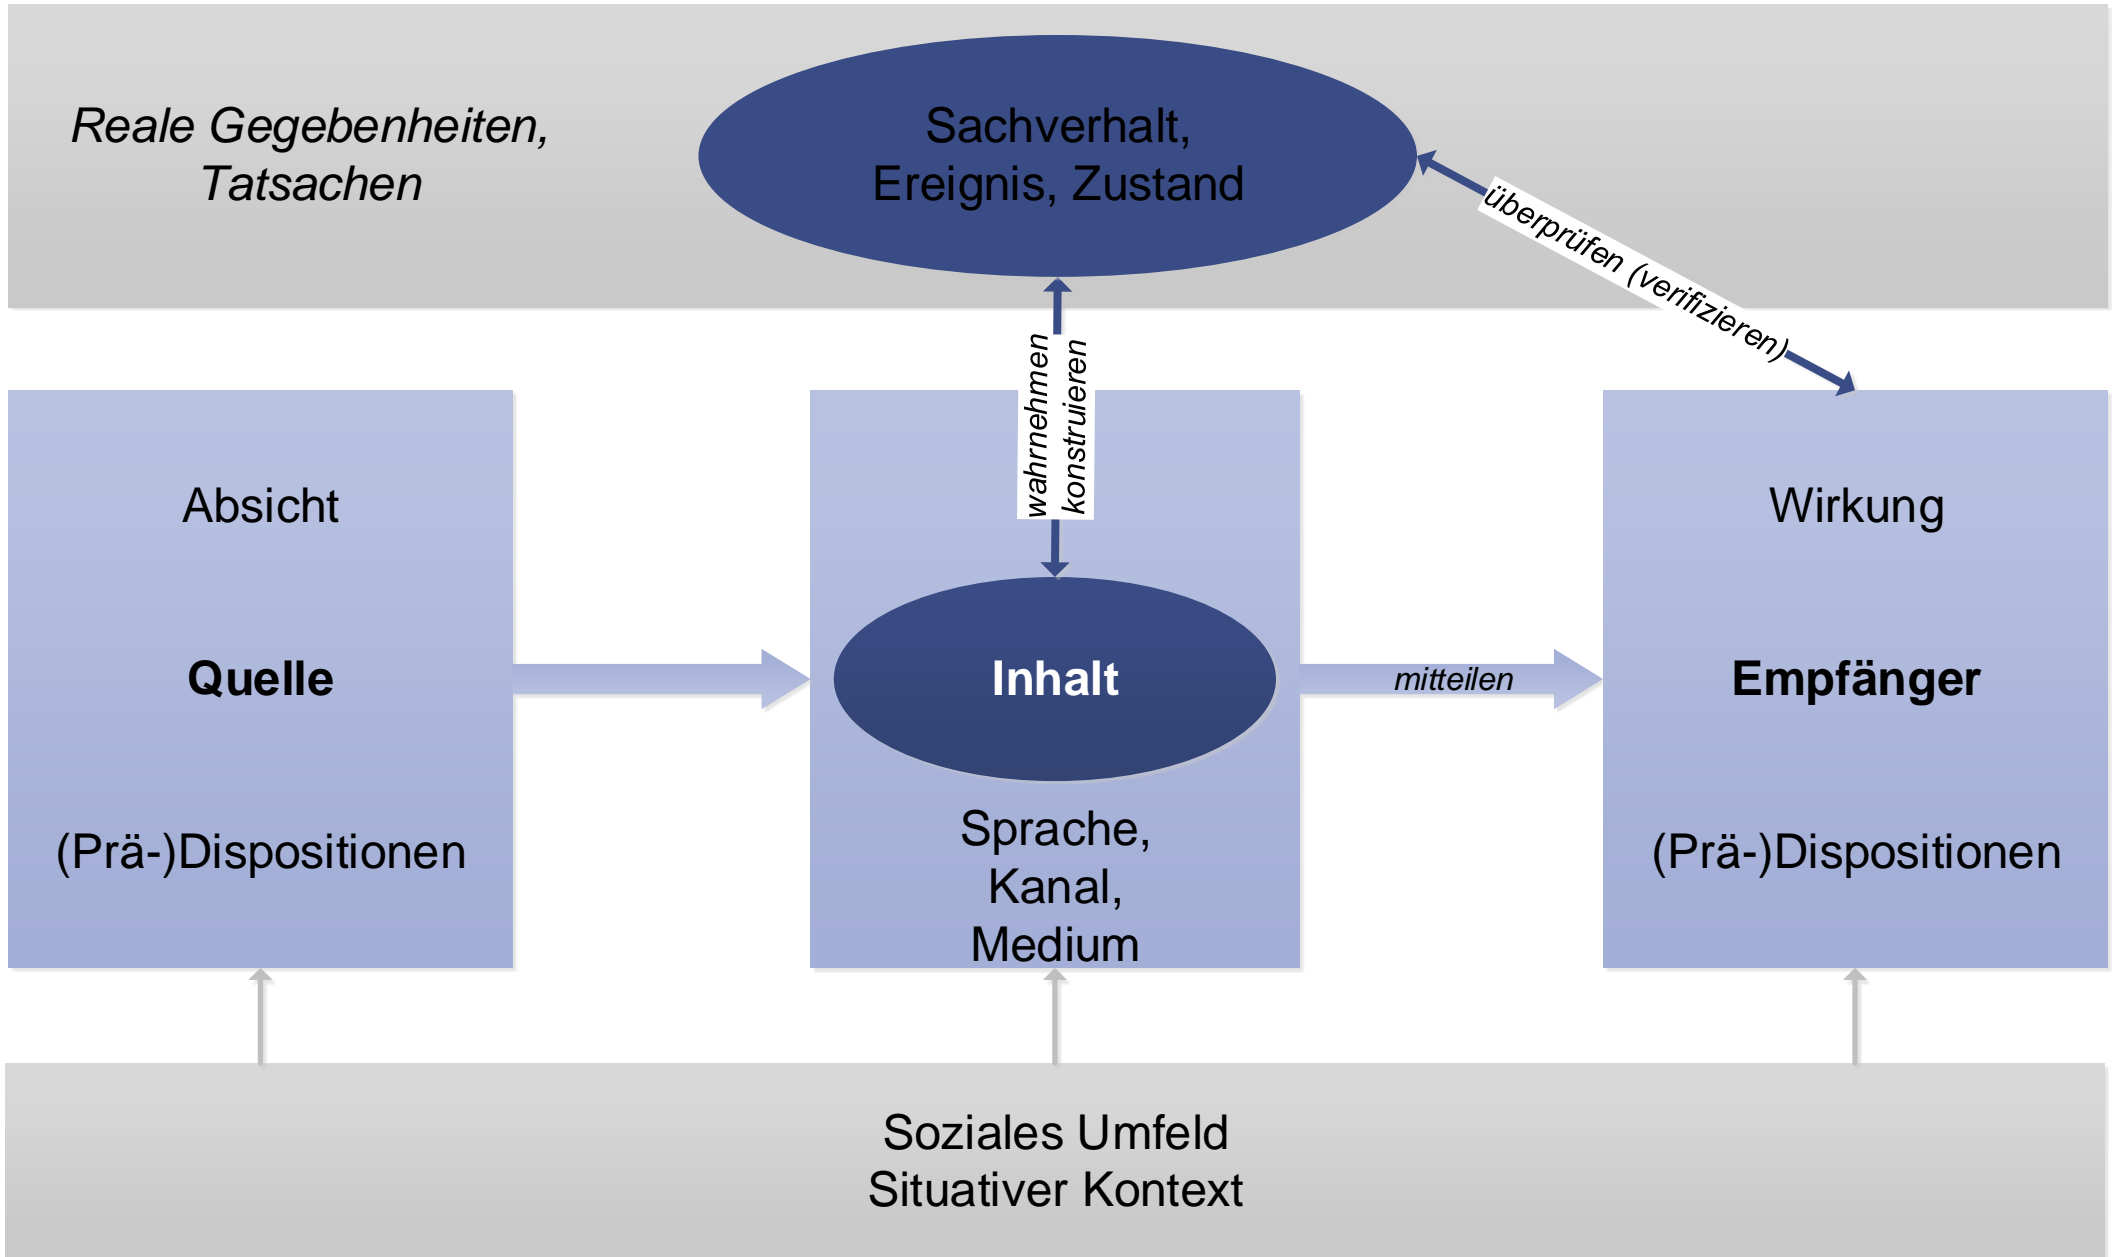 Reale Gegebenheiten,
Tatsachen
Sachverhalt,
Ereignis, Zustand
überprüfen (verifizieren)
wahrnehmen
konstruieren
Absicht
Quelle
(Prä-)Dispositionen
Inhalt
Sprache,
Kanal,
Medium
mitteilen
Wirkung
Empfänger
(Prä-)Dispositionen
Soziales Umfeld
Situativer Kontext